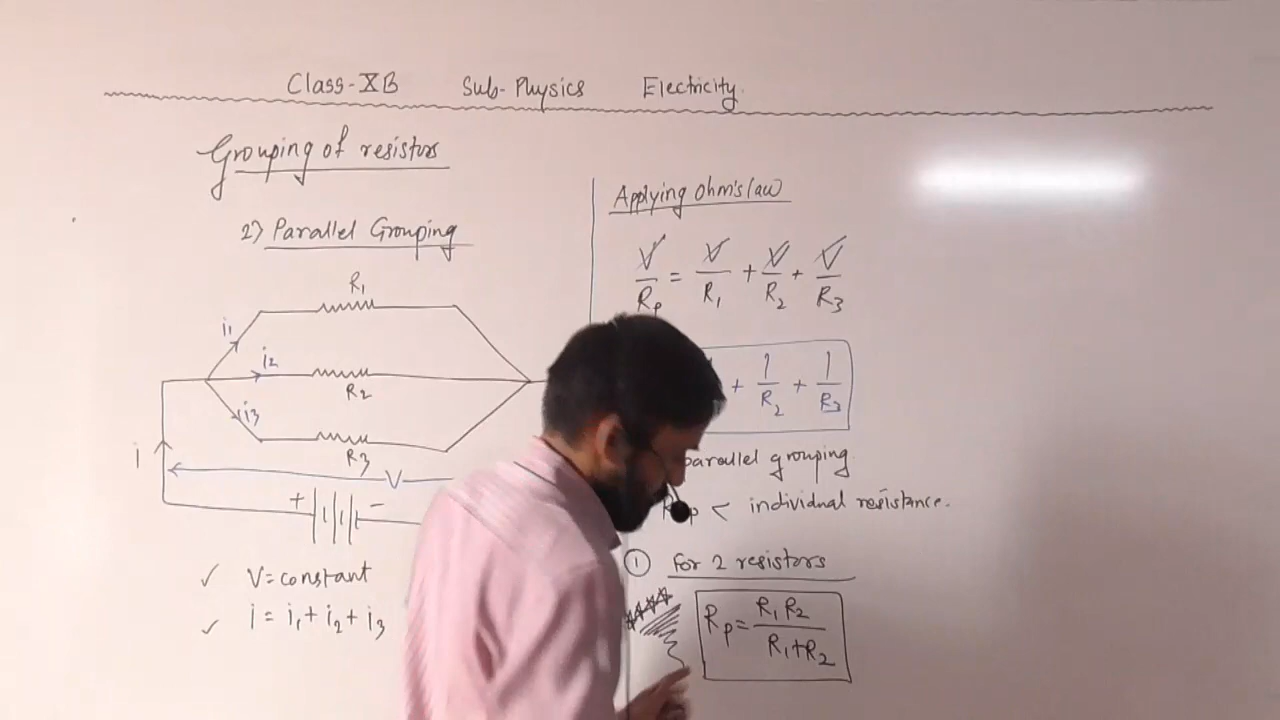 Class-XB Sub-Physics Electricity.
Grouping of resistors
2) Parallel Grouping
R1
i1
i2
R2
i3
R3
i
V
+ -
V=constant
i = i1 + i2 + i3
Applying ohm's law
V/Rp = V/R1 + V/R2 + V/R3
+ 1/R2 + 1/R3
parallel grouping
< individual resistance.
① For 2 resistors
Rp = R1 R2 / R1+R2